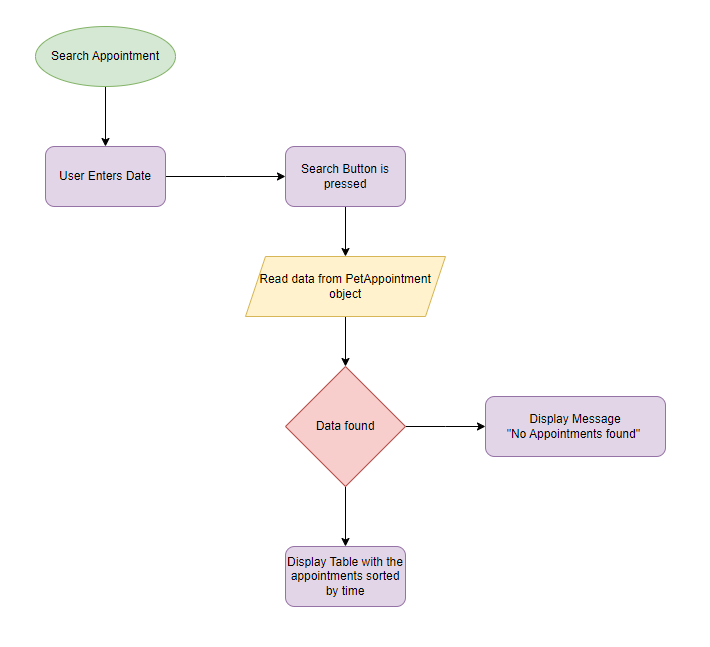 Search Appointment
User Enters Date
Search Button is
pressed
Read data from PetAppointment
object
Data found
Display Message
"No Appointments found"
Display Table with the
appointments sorted
by time